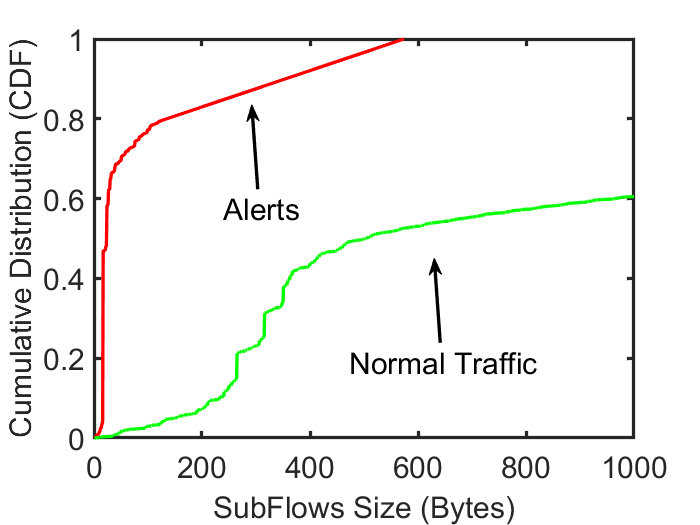 Cumulative Distribution (CDF)
1
0.8
0.6
0.4
0.2
0
Alerts
Normal Traffic
0 200 400 600 800 1000
SubFlows Size (Bytes)